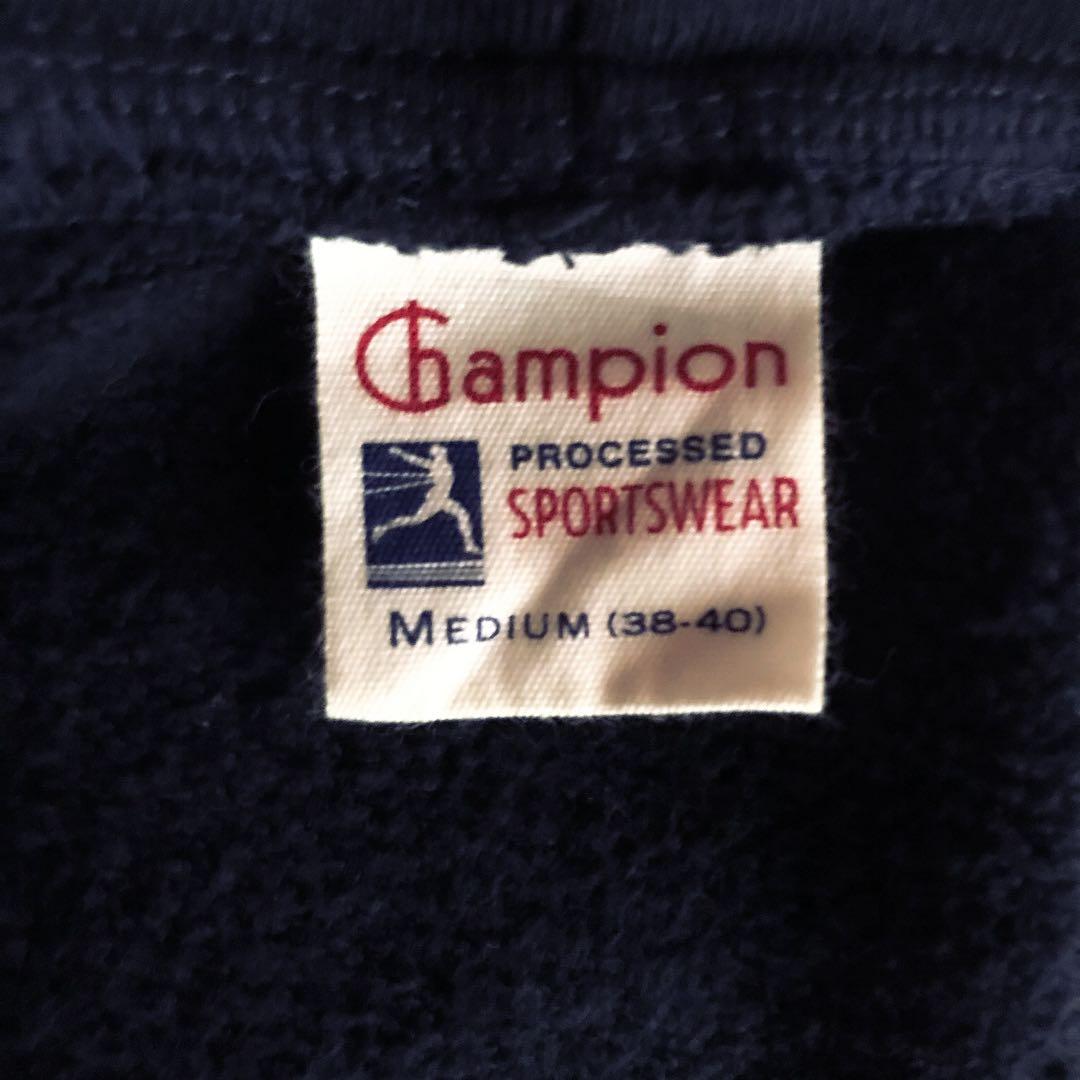 Champion
PROCESSED
SPORTSWEAR
MEDIUM (38-40)